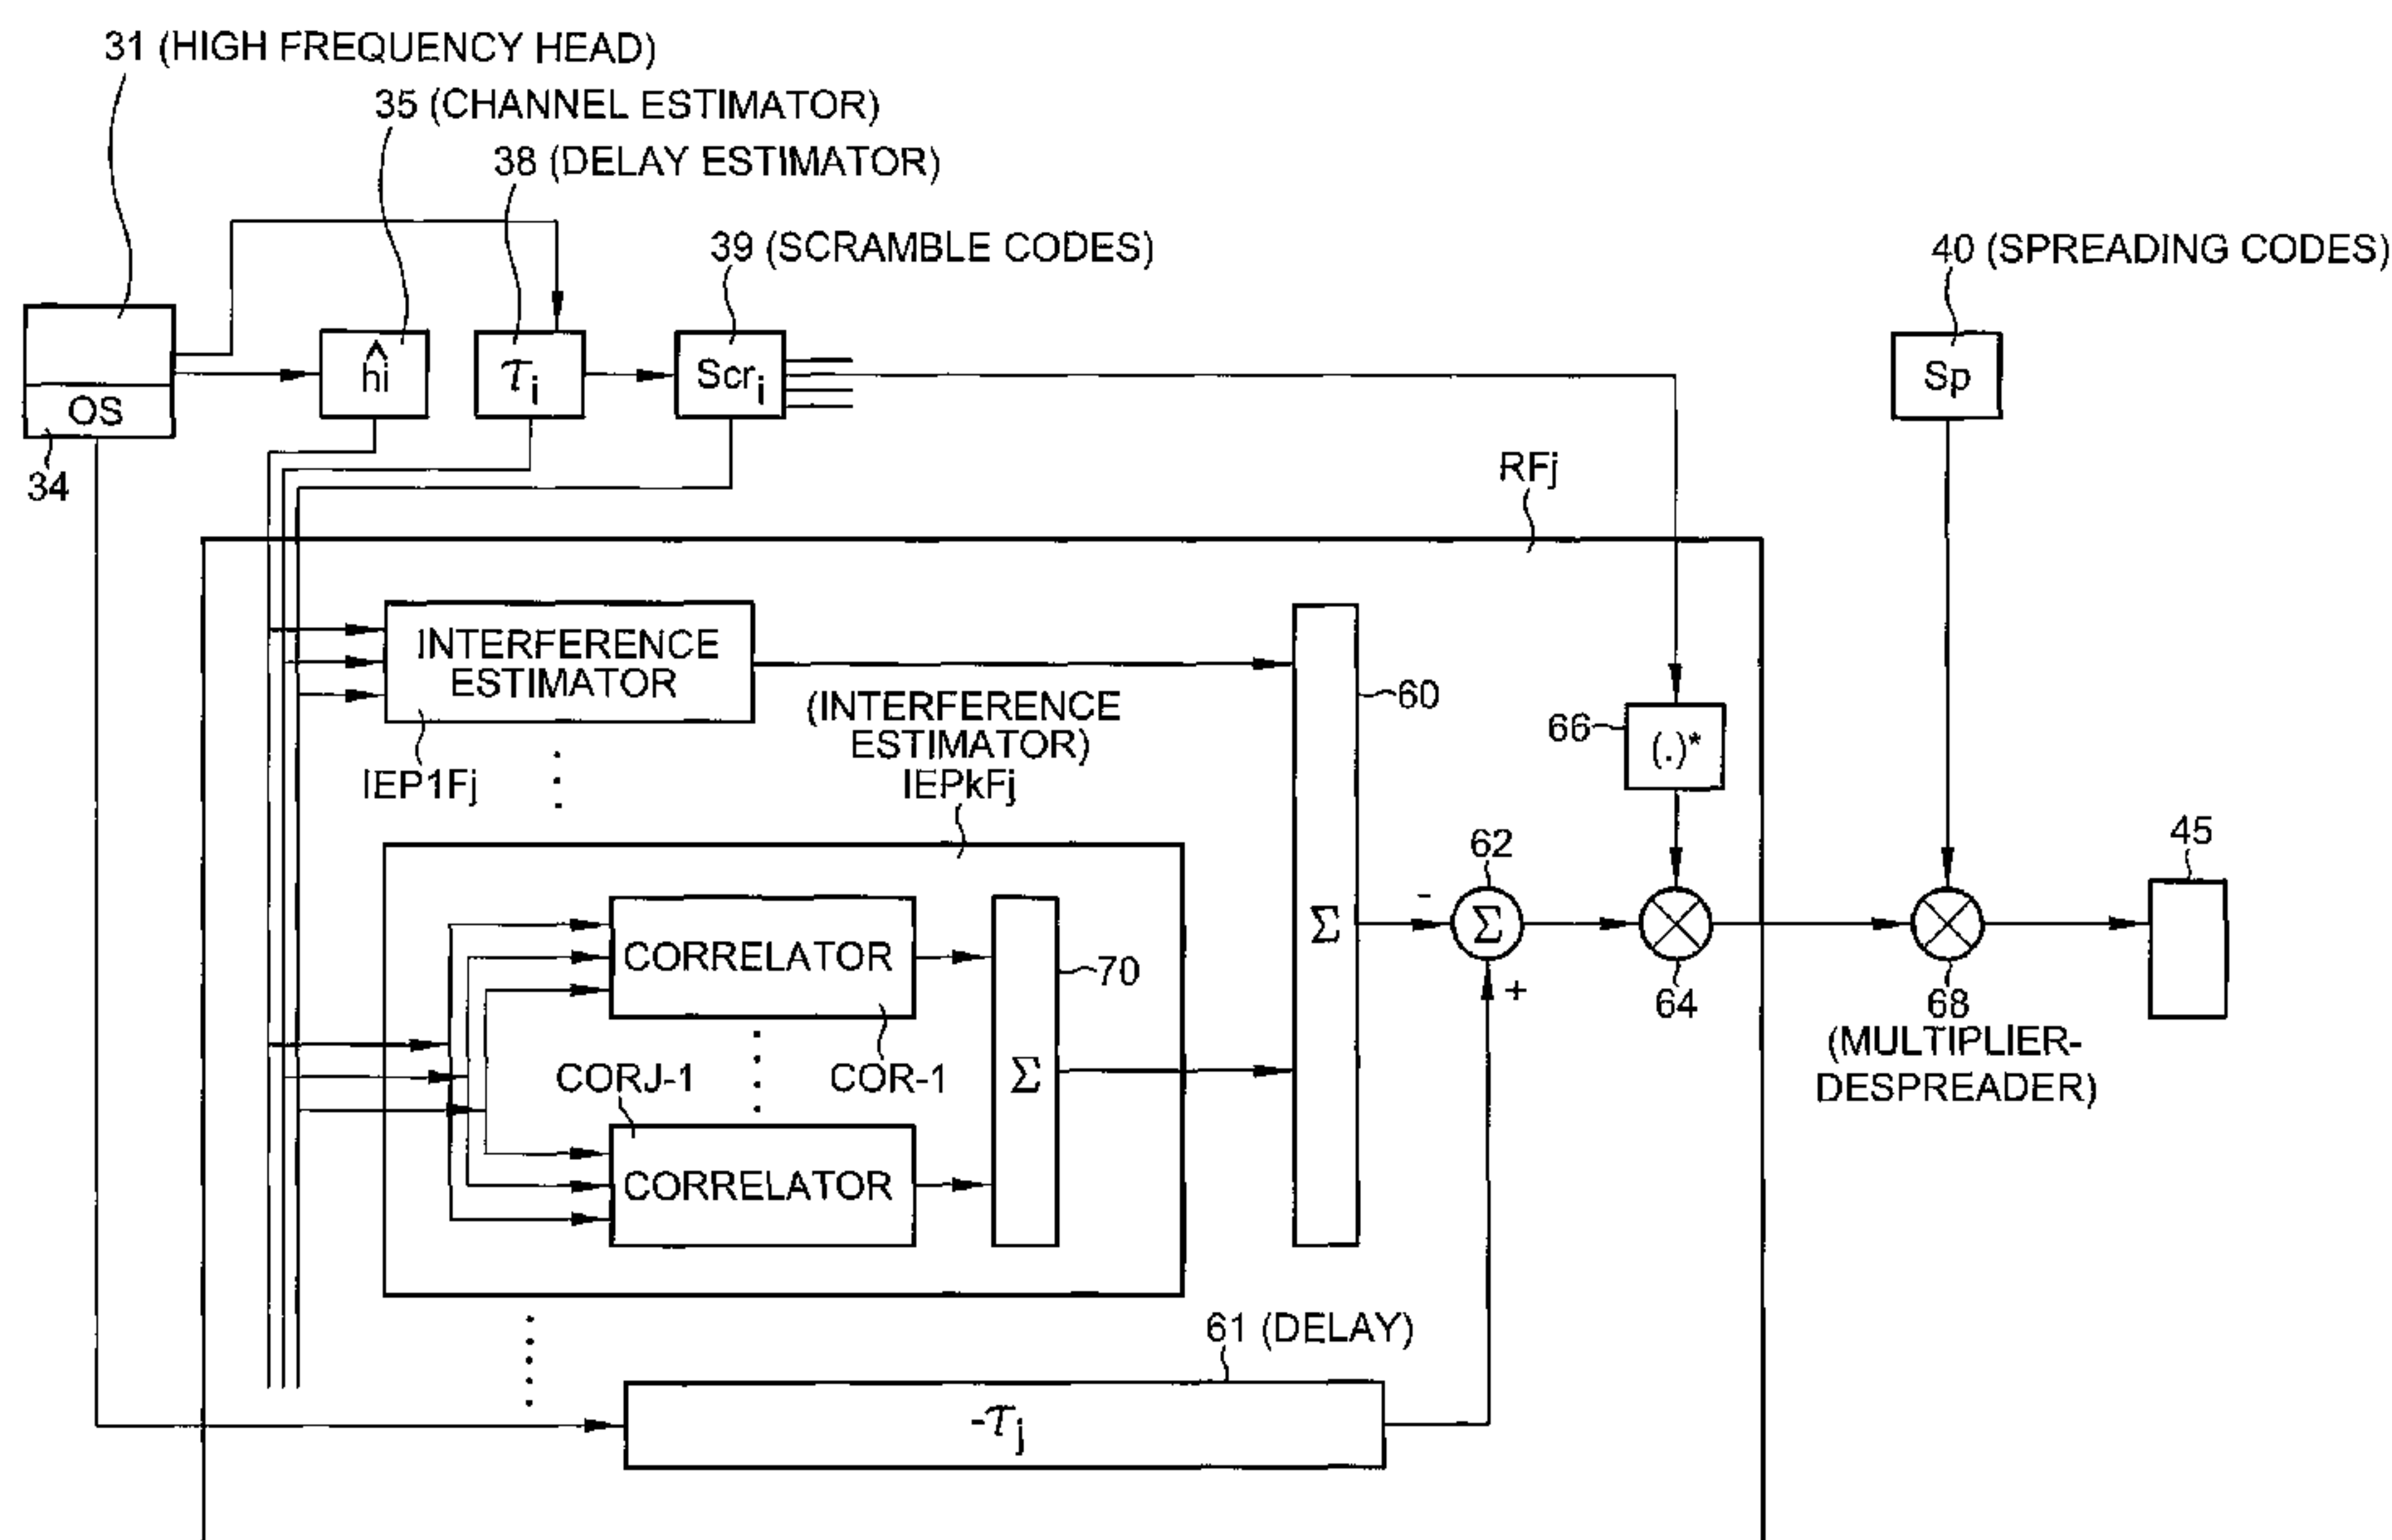 31 (HIGH FREQUENCY HEAD)
35 (CHANNEL ESTIMATOR)
38 (DELAY ESTIMATOR)
39 (SCRAMBLE CODES)
40 (SPREADING CODES)
ĥi
τi
Scri
Sp
OS
34
RFj
INTERFERENCE
ESTIMATOR
(INTERFERENCE
ESTIMATOR)
IEP1Fj
IEPkFj
60
66
(.)*
62
45
CORRELATOR
70
Σ
-
Σ
+
64
68
(MULTIPLIER-
DESPREADER)
CORJ-1
COR-1
Σ
CORRELATOR
61 (DELAY)
-τj